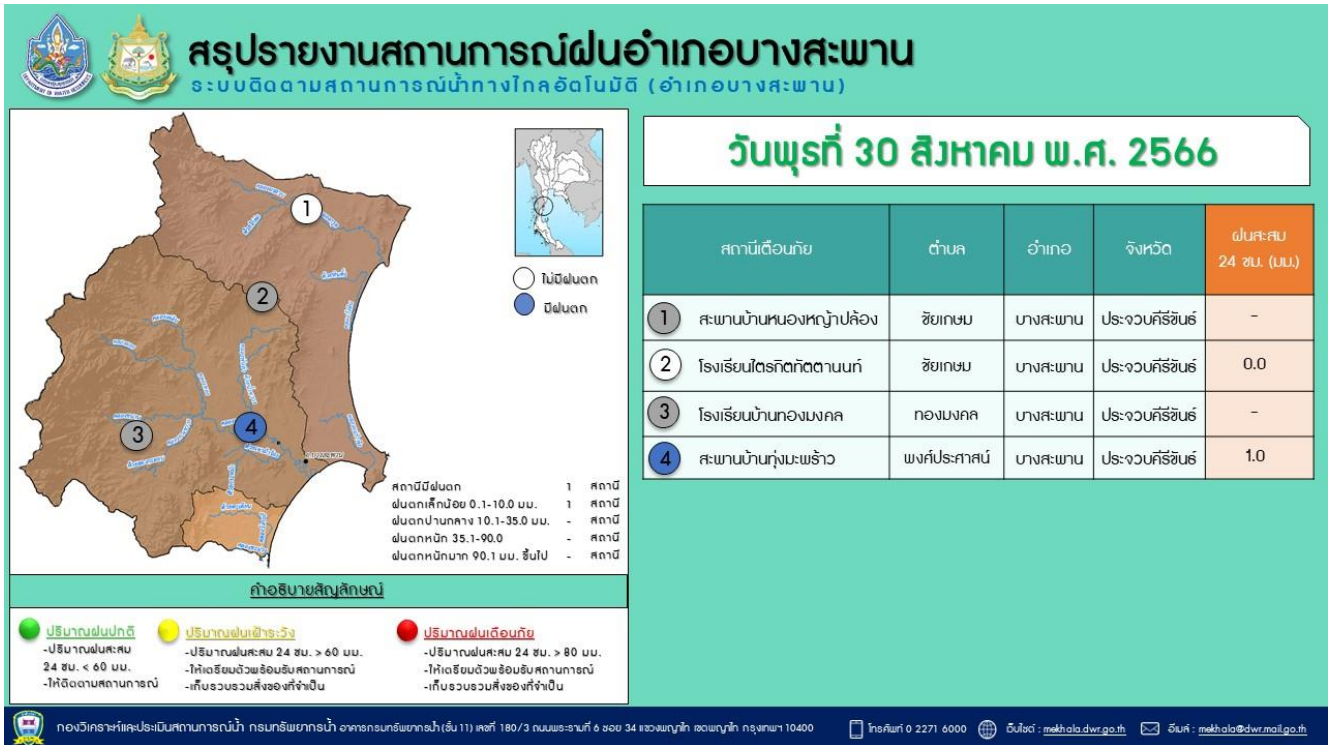 สรุปรายงานสถานการณ์ฝนอำเภอบางสะพาน
ระบบติดตามสถานการณ์น้ำทางไกลอัตโนมัติ (อำเภอบางสะพาน)
1
2
3
4
ไม่มีฝนตก
มีฝนตก
สถานีมีฝนตก 1 สถานี
ฝนตกเล็กน้อย 0.1-10.0 มม. 1 สถานี
ฝนตกปานกลาง 10.1-35.0 มม. - สถานี
ฝนตกหนัก 35.1-90.0 - สถานี
ฝนตกหนักมาก 90.1 มม. ขึ้นไป - สถานี
คำอธิบายสัญลักษณ์
ปริมาณฝนปกติ
-ปริมาณฝนสะสม
24 ชม. < 60 มม.
-ให้ติดตามสถานการณ์
ปริมาณฝนเฝ้าระวัง
-ปริมาณฝนสะสม 24 ชม. > 60 มม.
-ให้เตรียมตัวพร้อมรับสถานการณ์
-เก็บรวบรวมสิ่งของที่จำเป็น
ปริมาณฝนเตือนภัย
-ปริมาณฝนสะสม 24 ชม. > 80 มม.
-ให้เตรียมตัวพร้อมรับสถานการณ์
-เก็บรวบรวมสิ่งของที่จำเป็น
วันพุธที่ 30 สิงหาคม พ.ศ. 2566
สถานีเตือนภัย ตำบล อำเภอ จังหวัด ฝนสะสม
24 ชม. (มม.)
1 สะพานบ้านหนองหญ้าปล้อง ชัยเกษม บางสะพาน ประจวบคีรีขันธ์ -
2 โรงเรียนไตรกิตทัตตานนท์ ชัยเกษม บางสะพาน ประจวบคีรีขันธ์ 0.0
3 โรงเรียนบ้านทองมงคล ทองมงคล บางสะพาน ประจวบคีรีขันธ์ -
4 สะพานบ้านทุ่งมะพร้าว พงศ์ประศาสน์ บางสะพาน ประจวบคีรีขันธ์ 1.0
กองวิเคราะห์และประเมินสถานการณ์น้ำ กรมทรัพยากรน้ำ อาคารกรมทรัพยากรน้ำ (ชั้น 11) เลขที่ 180/3 ถนนพระรามที่ 6 ซอย 34 แขวงพญาไท เขตพญาไท กรุงเทพฯ 10400 โทรศัพท์ 0 2271 6000 เว็บไซต์ : mekhala.dwr.go.th อีเมล์ : mekhala@dwr.mail.go.th